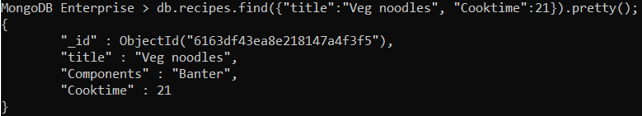 MongoDB Enterprise > db.recipes.find({"title":"Veg noodles", "Cooktime":21}).pretty();
{
        "_id" : ObjectId("6163df43ea8e218147a4f3f5"),
        "title" : "Veg noodles",
        "Components" : "Banter",
        "Cooktime" : 21
}